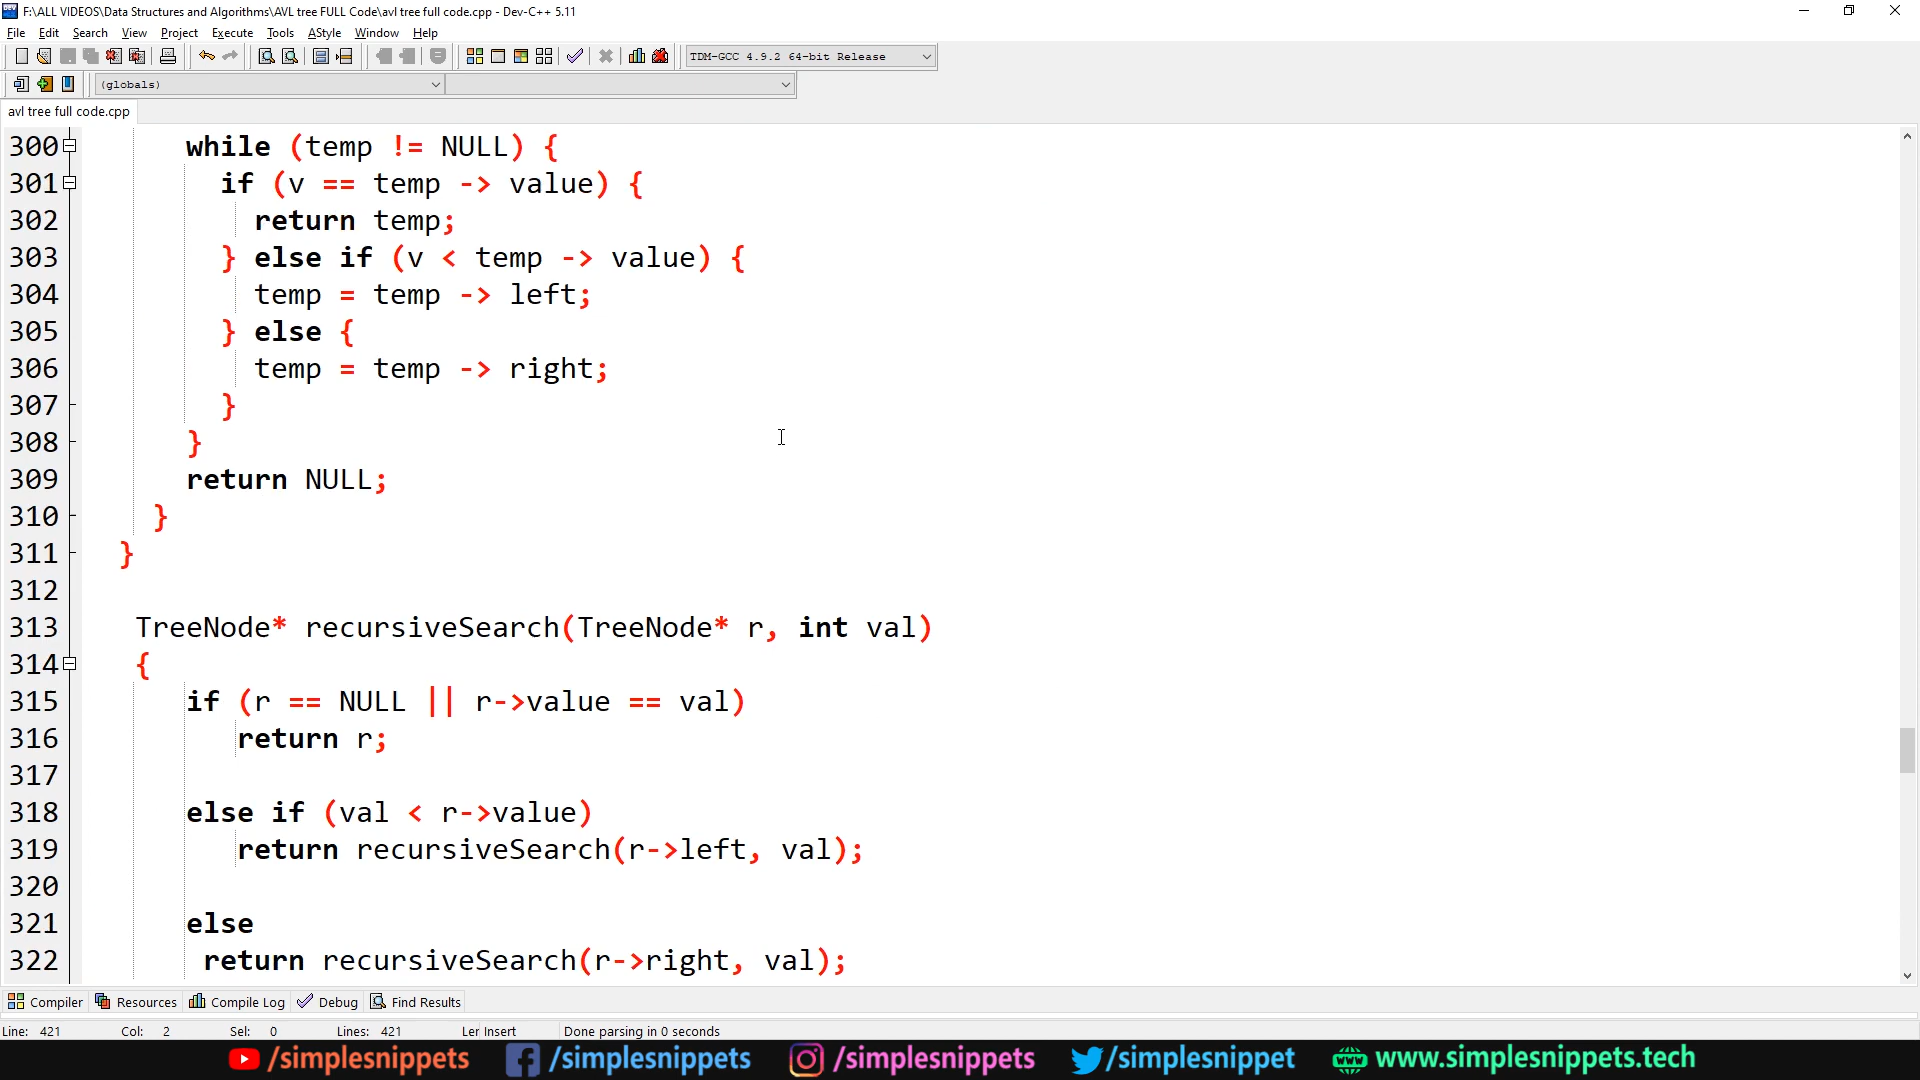 F:\ALL VIDEOS\Data Structures and Algorithms\AVL tree FULL Code\avl tree full code.cpp - Dev-C++ 5.11
File Edit Search View Project Execute Tools AStyle Window Help
TDM-GCC 4.9.2 64-bit Release
(globals)
avl tree full code.cpp
300 while (temp != NULL) {
301 if (v == temp -> value) {
302 return temp;
303 } else if (v < temp -> value) {
304 temp = temp -> left;
305 } else {
306 temp = temp -> right;
307 }
308 }
309 return NULL;
310 }
311 }
312
313 TreeNode* recursiveSearch(TreeNode* r, int val)
314 {
315 if (r == NULL || r->value == val)
316 return r;
317
318 else if (val < r->value)
319 return recursiveSearch(r->left, val);
320
321 else
322 return recursiveSearch(r->right, val);
Compiler Resources Compile Log Debug Find Results
Line: 421 Col: 2 Sel: 0 Lines: 421 Ler Insert Done parsing in 0 seconds
/simplesnippets /simplesnippets /simplesnippets /simplesnippet www.simplesnippets.tech